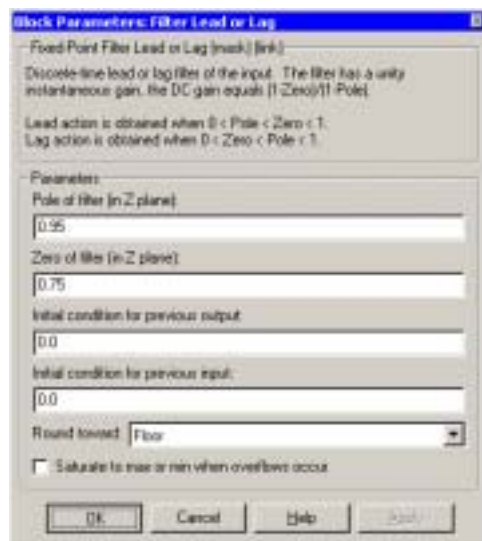 Block Parameters: Filter Lead or Lag
Fixed-Point Filter Lead or Lag (mask) (link)
Discrete-time lead or lag filter of the input. The filter has a unity
instantaneous gain, the DC gain equals (1-Zero)/(1-Pole).
Lead action is obtained when 0 < Pole < Zero < 1.
Lag action is obtained when 0 < Zero < Pole < 1.
Parameters
Pole of filter (in Z plane):
0.95
Zero of filter (in Z plane):
0.75
Initial condition for previous output:
0.0
Initial condition for previous input:
0.0
Round toward: Floor
Saturate to max or min when overflows occur
OK Cancel Help Apply